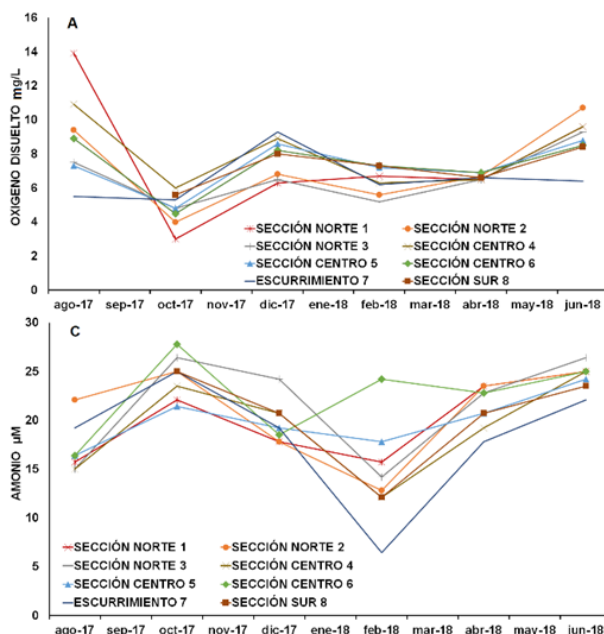 A
OXIGENO DISUELTO mg/L
16
14
12
10
8
6
4
2
0
SECCIÓN NORTE 1 SECCIÓN NORTE 2
SECCIÓN NORTE 3 SECCIÓN CENTRO 4
SECCIÓN CENTRO 5 SECCIÓN CENTRO 6
ESCURRIMIENTO 7 SECCIÓN SUR 8
ago-17 sep-17 oct-17 nov-17 dic-17 ene-18 feb-18 mar-18 abr-18 may-18 jun-18
C
AMONIO µM
30
25
20
15
10
5
0
SECCIÓN NORTE 1 SECCIÓN NORTE 2
SECCIÓN NORTE 3 SECCIÓN CENTRO 4
SECCIÓN CENTRO 5 SECCIÓN CENTRO 6
ESCURRIMIENTO 7 SECCIÓN SUR 8
ago-17 sep-17 oct-17 nov-17 dic-17 ene-18 feb-18 mar-18 abr-18 may-18 jun-18